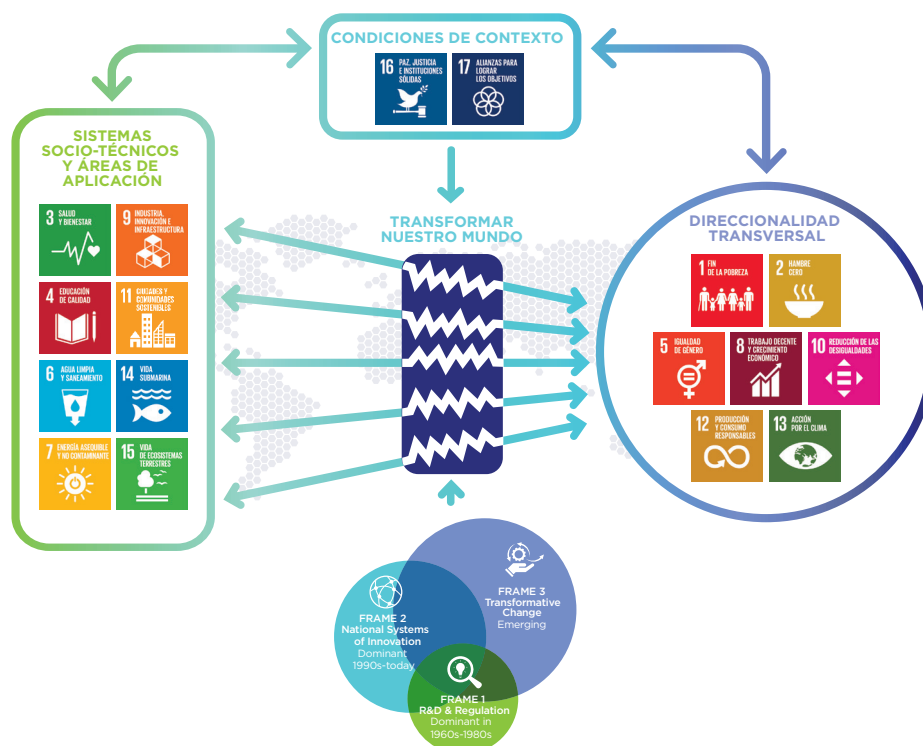 CONDICIONES DE CONTEXTO
16 PAZ, JUSTICIA
E INSTITUCIONES
SÓLIDAS
17 ALIANZAS PARA
LOGRAR
LOS OBJETIVOS
SISTEMAS
SOCIO-TÉCNICOS
Y ÁREAS DE
APLICACIÓN
3 SALUD
Y BIENESTAR
9 INDUSTRIA,
INNOVACIÓN E
INFRAESTRUCTURA
4 EDUCACIÓN
DE CALIDAD
11 CIUDADES Y
COMUNIDADES
SOSTENIBLES
6 AGUA LIMPIA
Y SANEAMIENTO
14 VIDA
SUBMARINA
7 ENERGÍA ASEQUIBLE
Y NO CONTAMINANTE
15 VIDA
DE ECOSISTEMAS
TERRESTRES
TRANSFORMAR
NUESTRO MUNDO
DIRECCIONALIDAD
TRANSVERSAL
1 FIN
DE LA POBREZA
2 HAMBRE
CERO
5 IGUALDAD
DE GÉNERO
8 TRABAJO DECENTE
Y CRECIMIENTO
ECONÓMICO
10 REDUCCIÓN DE LAS
DESIGUALDADES
12 PRODUCCIÓN
Y CONSUMO
RESPONSABLES
13 ACCIÓN
POR EL CLIMA
FRAME 3
Transformative
Change
Emerging
FRAME 2
National Systems
of Innovation
Dominant
1990s-today
FRAME 1
R&D & Regulation
Dominant in
1960s-1980s